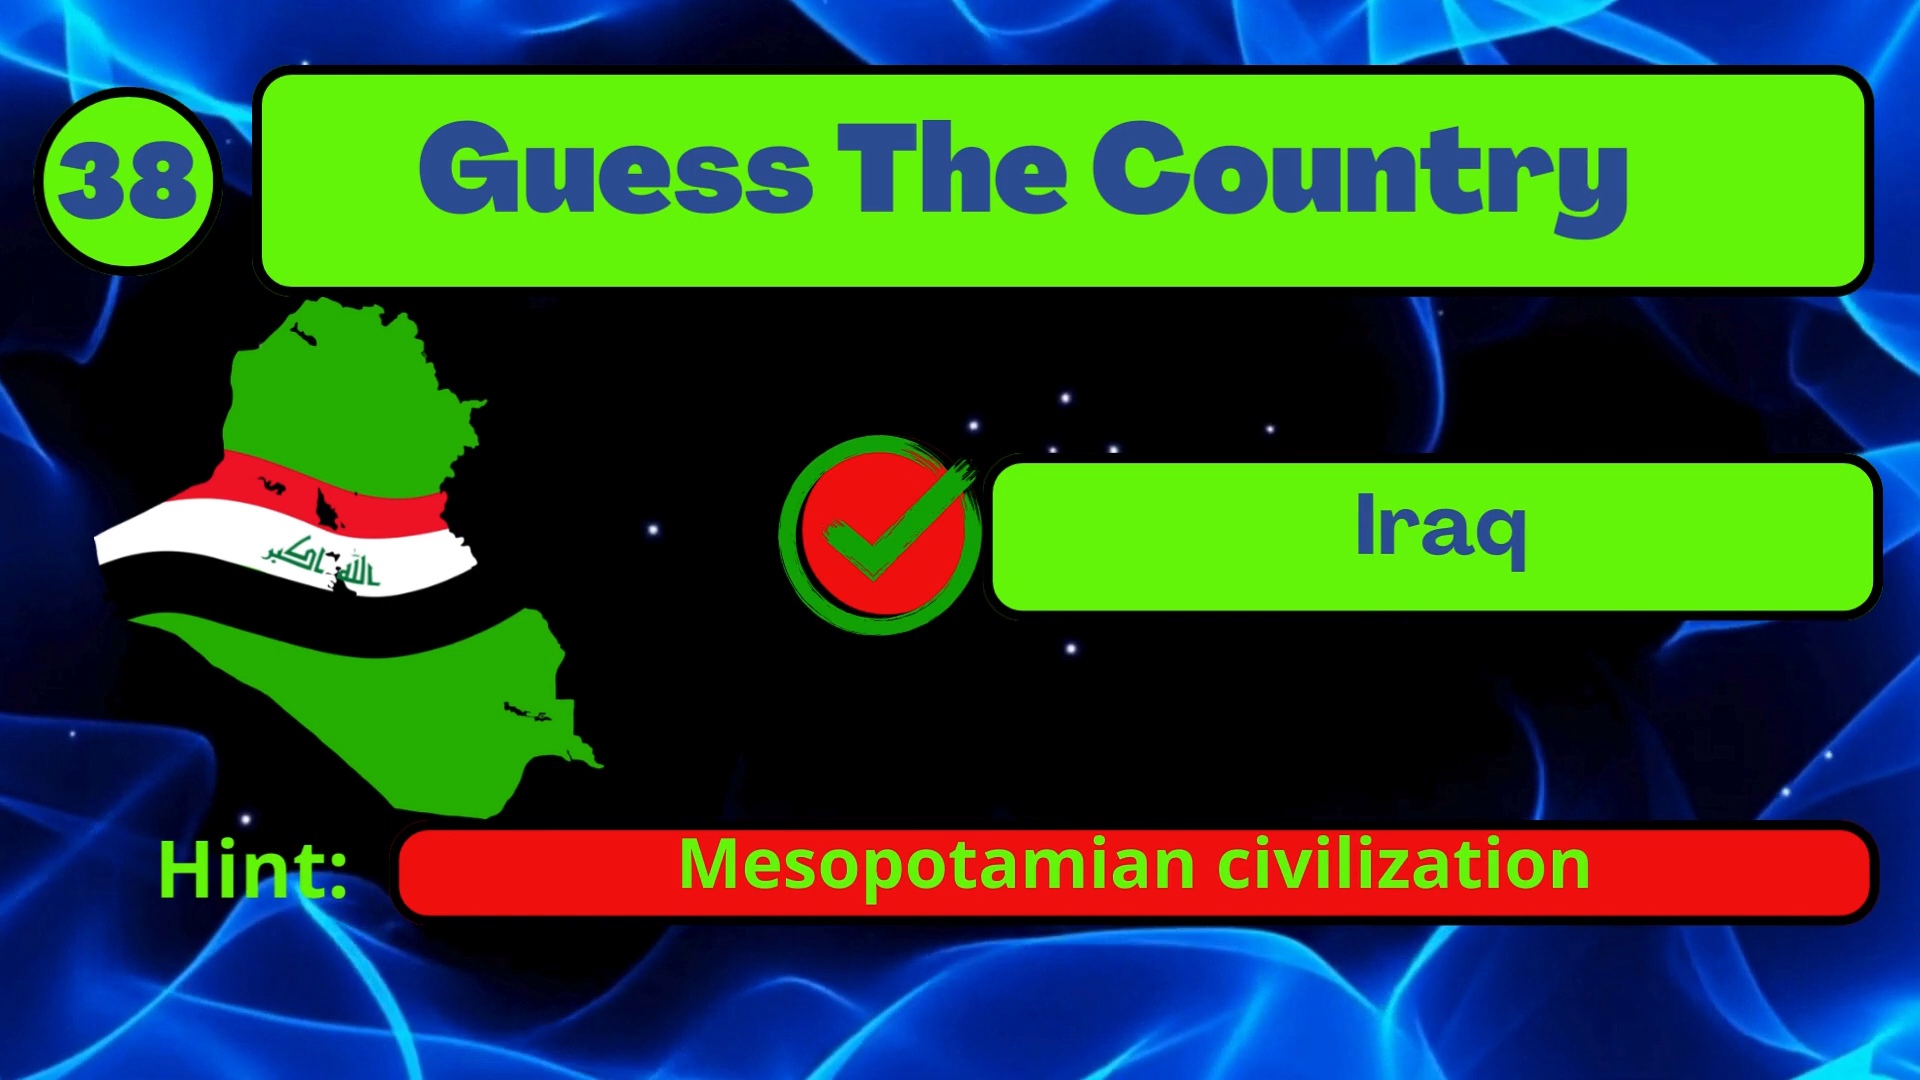 38
Guess The Country
Iraq
الله اكبر
Hint:
Mesopotamian civilization